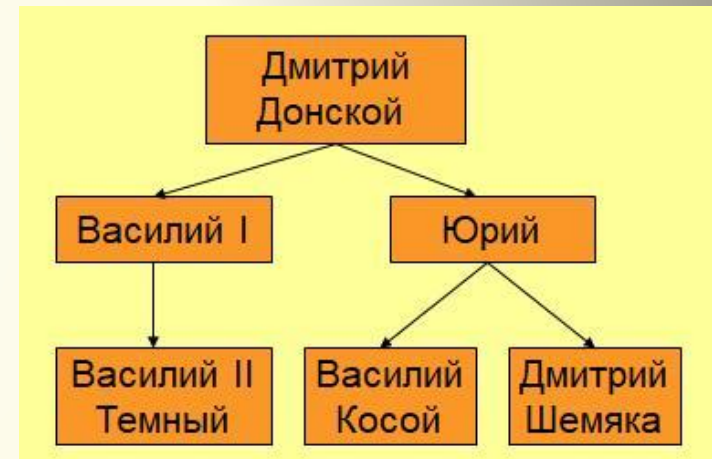 Дмитрий
Донской
Василий I
Юрий
Василий II
Темный
Василий
Косой
Дмитрий
Шемяка